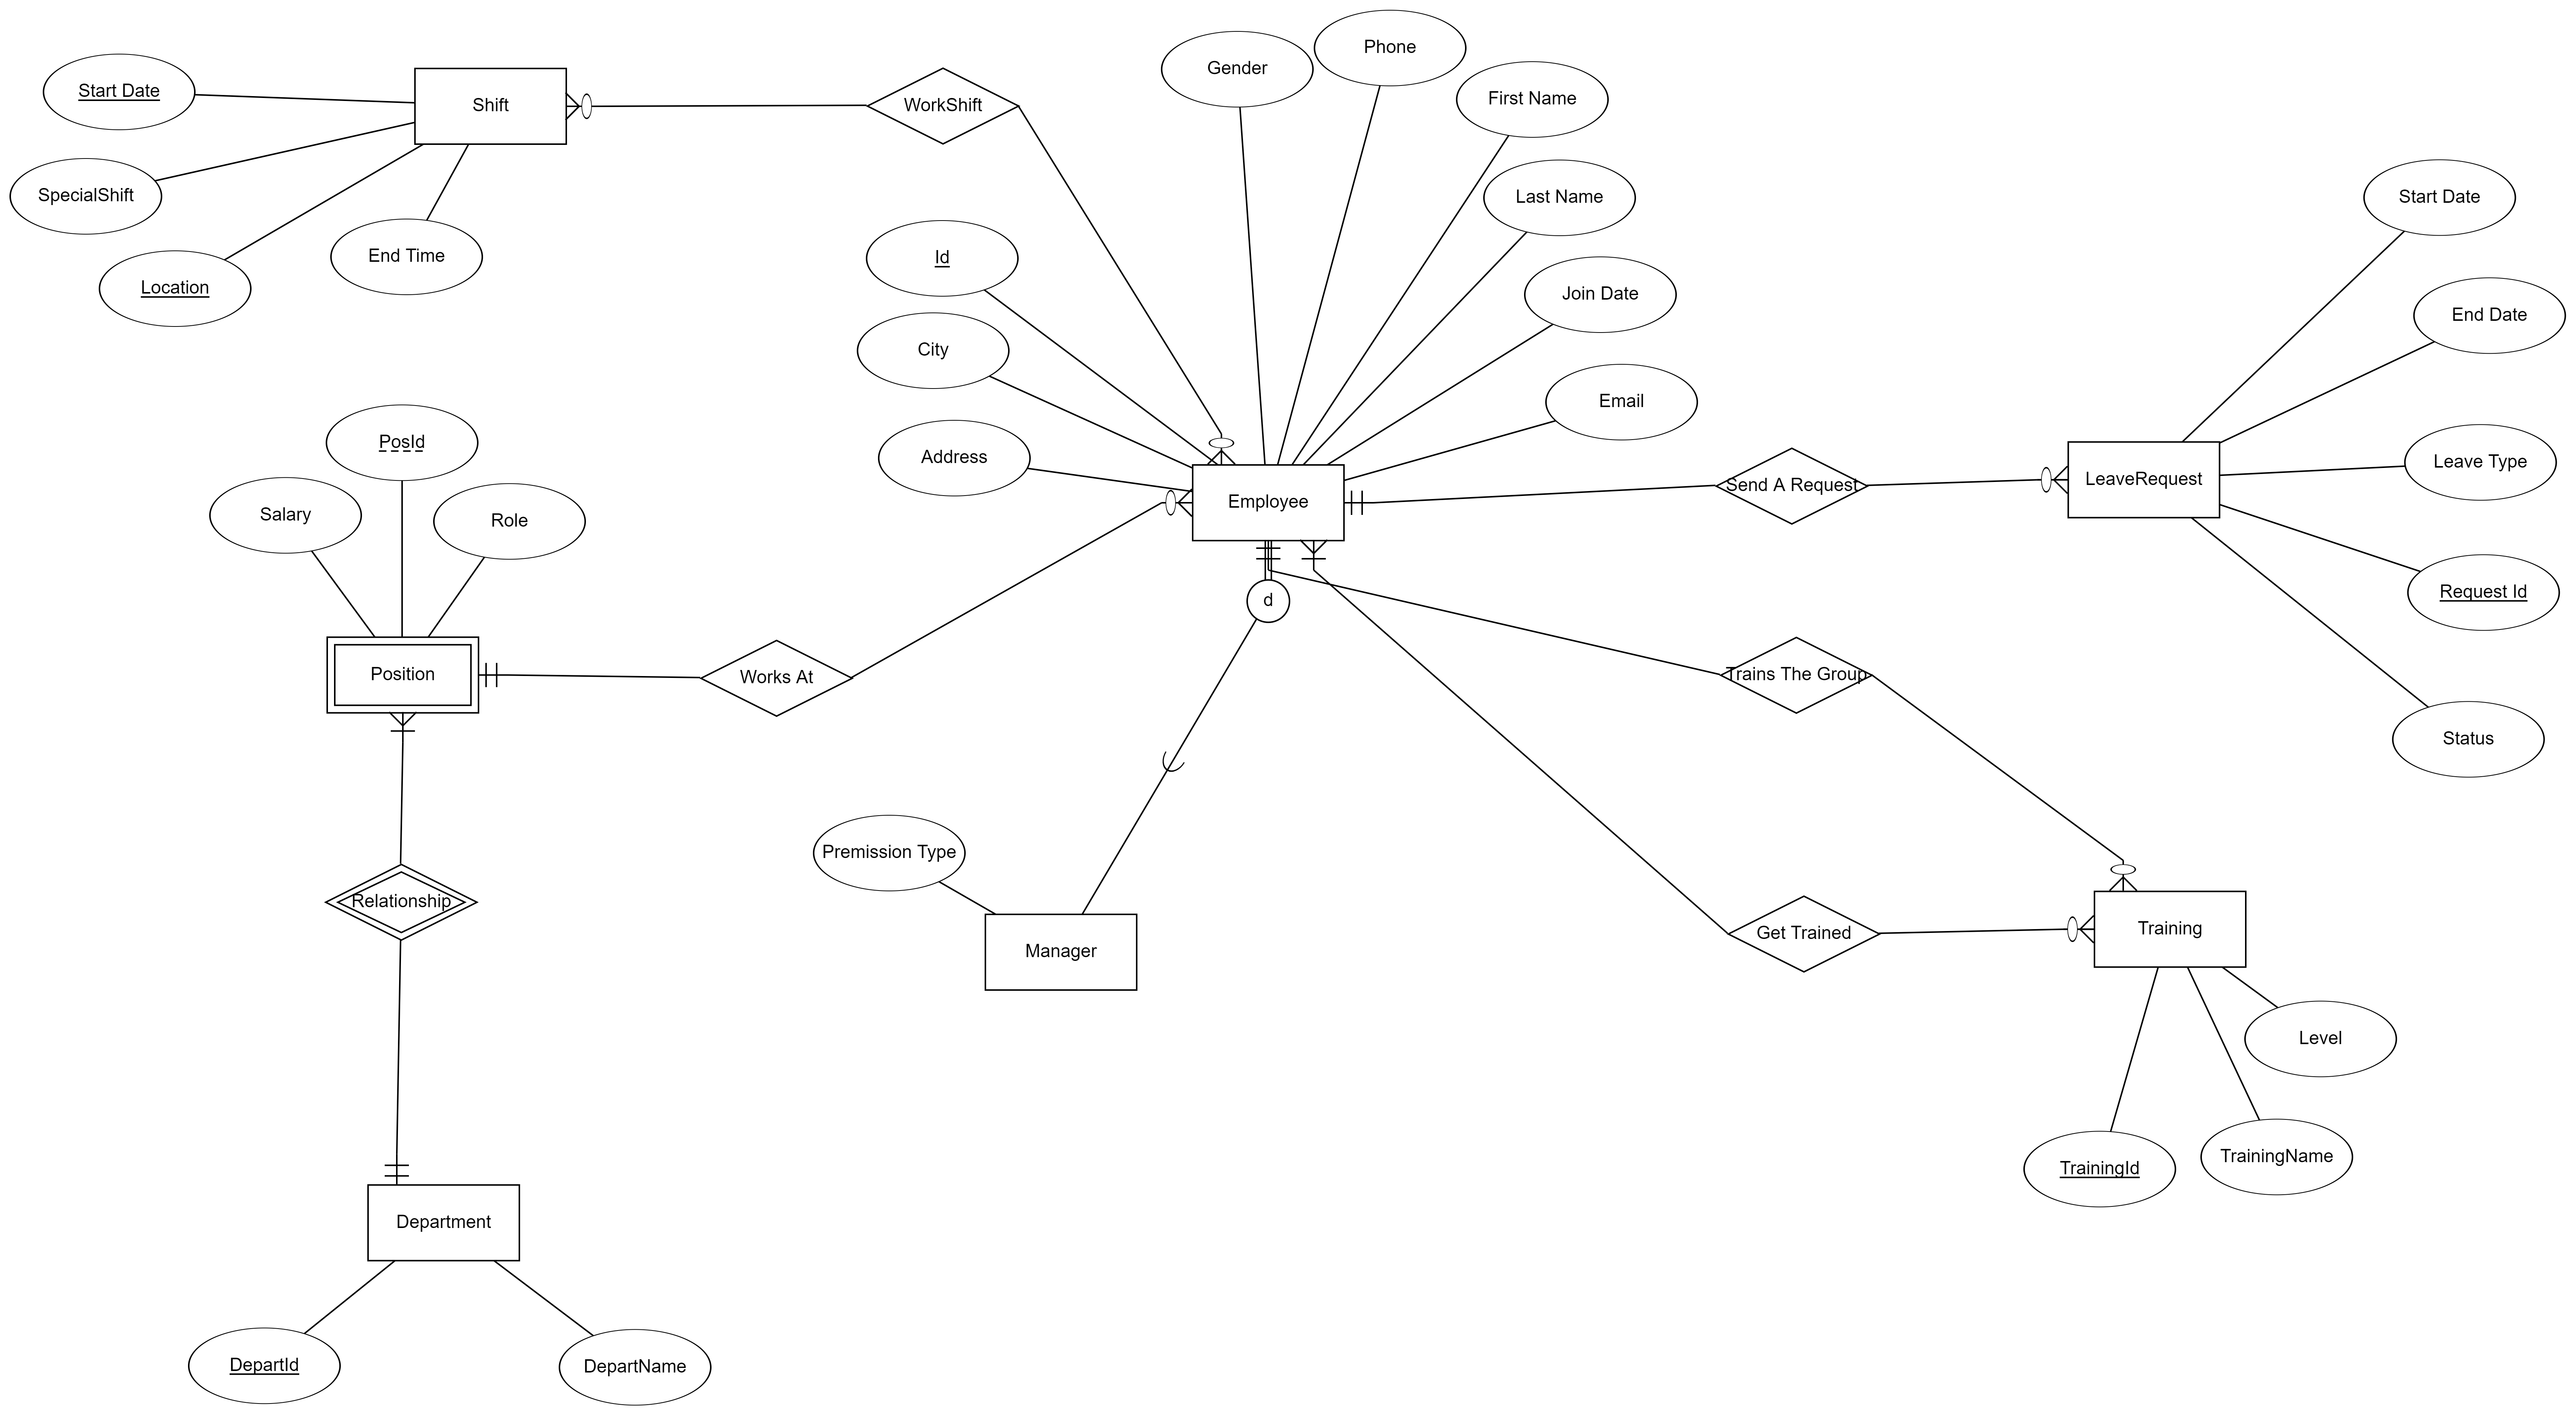 Phone
Gender
Start Date
Shift
WorkShift
First Name
SpecialShift
Last Name
Start Date
End Time
Id
Location
Join Date
End Date
City
Email
PosId
Address
Leave Type
Salary
Role
Employee
Send A Request
LeaveRequest
d
Request Id
Position
Works At
Trains The Group
Status
Premission Type
Relationship
Manager
Get Trained
Training
Level
TrainingId
TrainingName
Department
DepartId
DepartName